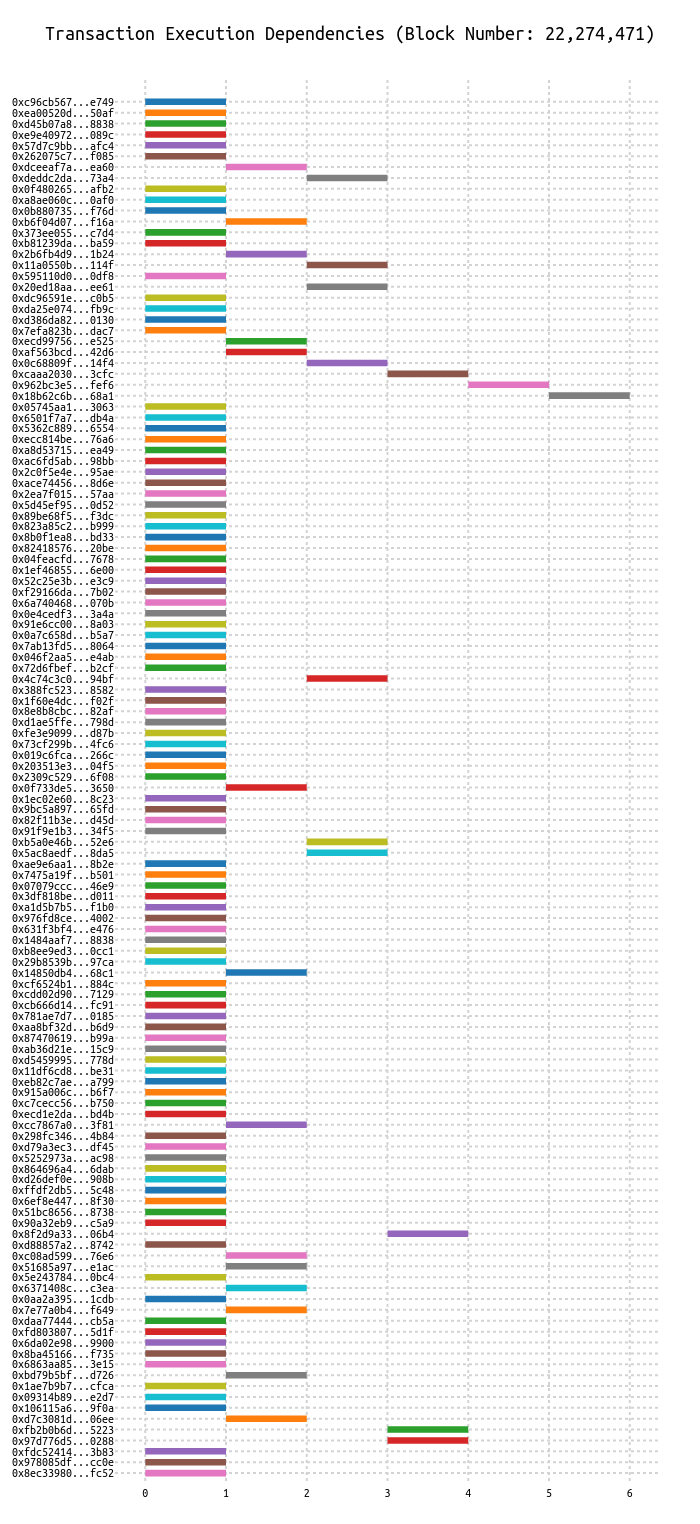 Transaction Execution Dependencies (Block Number: 22,274,471)
0xc96cb567...e749
0xea00520d...50af
0xd45b07a8...8838
0xe9e40972...089c
0x57d7c9bb...afc4
0x262075c7...f085
0xdceeaf7a...ea60
0xdeddc2da...73a4
0x0f480265...afb2
0xa8ae060c...0af0
0x0b880735...f76d
0xb6f04d07...f16a
0x373ee055...c7d4
0xb81239da...ba59
0x2b6fb4d9...1b24
0x11a0550b...114f
0x595110d0...0df8
0x20ed18aa...ee61
0xdc96591e...c0b5
0xda25e074...fb9c
0xd386da82...0130
0x7efa823b...dac7
0xecd99756...e525
0xaf563bcd...42d6
0x0c68809f...14f4
0xcaaa2030...3cfc
0x962bc3e5...fef6
0x18b62c6b...68a1
0x05745aa1...3063
0x6501f7a7...db4a
0x5362c889...6554
0xecc814be...76a6
0xa8d53715...ea49
0xac6fd5ab...98bb
0x2c0f5e4e...95ae
0xace74456...8d6e
0x2ea7f015...57aa
0x5d45ef95...0d52
0x89be68f5...f3dc
0x823a85c2...b999
0x8b0f1ea8...bd33
0x82418576...20be
0x04feacfd...7678
0x1ef46855...6e00
0x52c25e3b...e3c9
0xf29166da...7b02
0x6a740468...070b
0x0e4cedf3...3a4a
0x91e6cc00...8a03
0x0a7c658d...b5a7
0x7ab13fd5...8064
0x046f2aa5...e4ab
0x72d6fbef...b2cf
0x4c74c3c0...94bf
0x388fc523...8582
0x1f60e4dc...f02f
0x8e8b8cbc...82af
0xd1ae5ffe...798d
0xfe3e9099...d87b
0x73cf299b...4fc6
0x019c6fca...266c
0x203513e3...04f5
0x2309c529...6f08
0x0f733de5...3650
0x1ec02e60...8c23
0x9bc5a897...65fd
0x82f11b3e...d45d
0x91f9e1b3...34f5
0xb5a0e46b...52e6
0x5ac8aedf...8da5
0xae9e6aa1...8b2e
0x7475a19f...b501
0x07079ccc...46e9
0x3df818be...d011
0xa1d5b7b5...f1b0
0x976fd8ce...4002
0x631f3bf4...e476
0x1484aaf7...8838
0xb8ee9ed3...0cc1
0x29b8539b...97ca
0x14850db4...68c1
0xcf6524b1...884c
0xcdd02d90...7129
0xcb666d14...fc91
0x781ae7d7...0185
0xaa8bf32d...b6d9
0x87470619...b99a
0xab36d21e...15c9
0xd5459995...778d
0x11df6cd8...be31
0xeb82c7ae...a799
0x915a006c...b6f7
0xc7cecc56...b750
0xecd1e2da...bd4b
0xcc7867a0...3f81
0x298fc346...4b84
0xd79a3ec3...df45
0x5252973a...ac98
0x864696a4...6dab
0xd26def0e...908b
0xffdf2db5...5c48
0x6ef8e447...8f30
0x51bc8656...8738
0x90a32eb9...c5a9
0x8f2d9a33...06b4
0xd88857a2...8742
0xc08ad599...76e6
0x51685a97...e1ac
0x5e243784...0bc4
0x6371408c...c3ea
0x0aa2a395...1cdb
0x7e77a0b4...f649
0xdaa77444...cb5a
0xfd803807...5d1f
0x6da02e98...9900
0x8ba45166...f735
0x6863aa85...3e15
0xbd79b5bf...d726
0x1ae7b9b7...cfca
0x09314b89...e2d7
0x106115a6...9f0a
0xd7c3081d...06ee
0xfb2b0b6d...5223
0x97d776d5...0288
0xfdc52414...3b83
0x978085df...cc0e
0x8ec33980...fc52
0 1 2 3 4 5 6